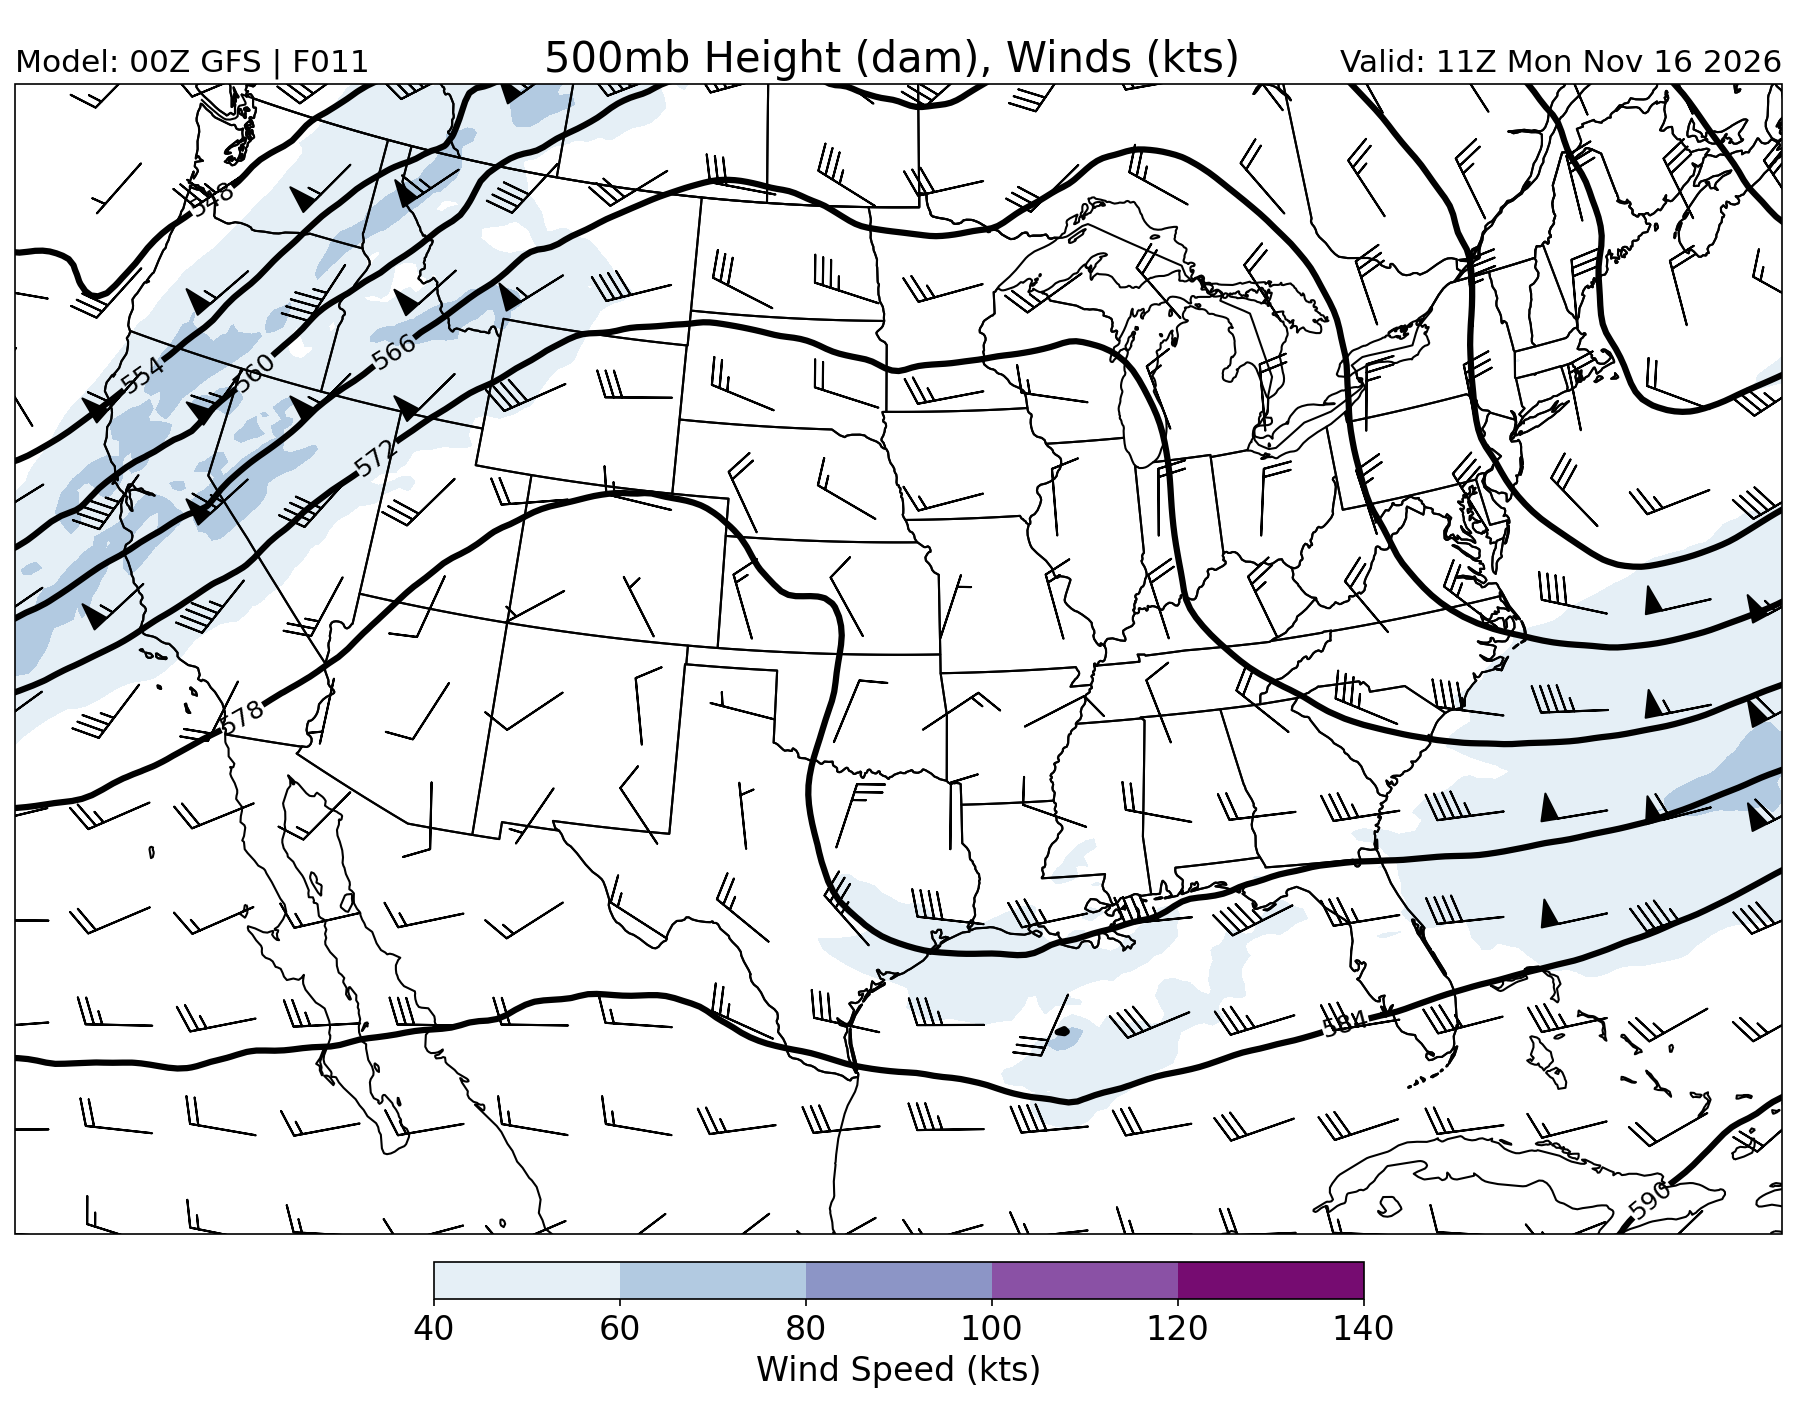 Model: 00Z GFS | F011
500mb Height (dam), Winds (kts)
Valid: 11Z Mon Nov 16 2026
548
554
560
566
572
578
584
590
40 60 80 100 120 140
Wind Speed (kts)